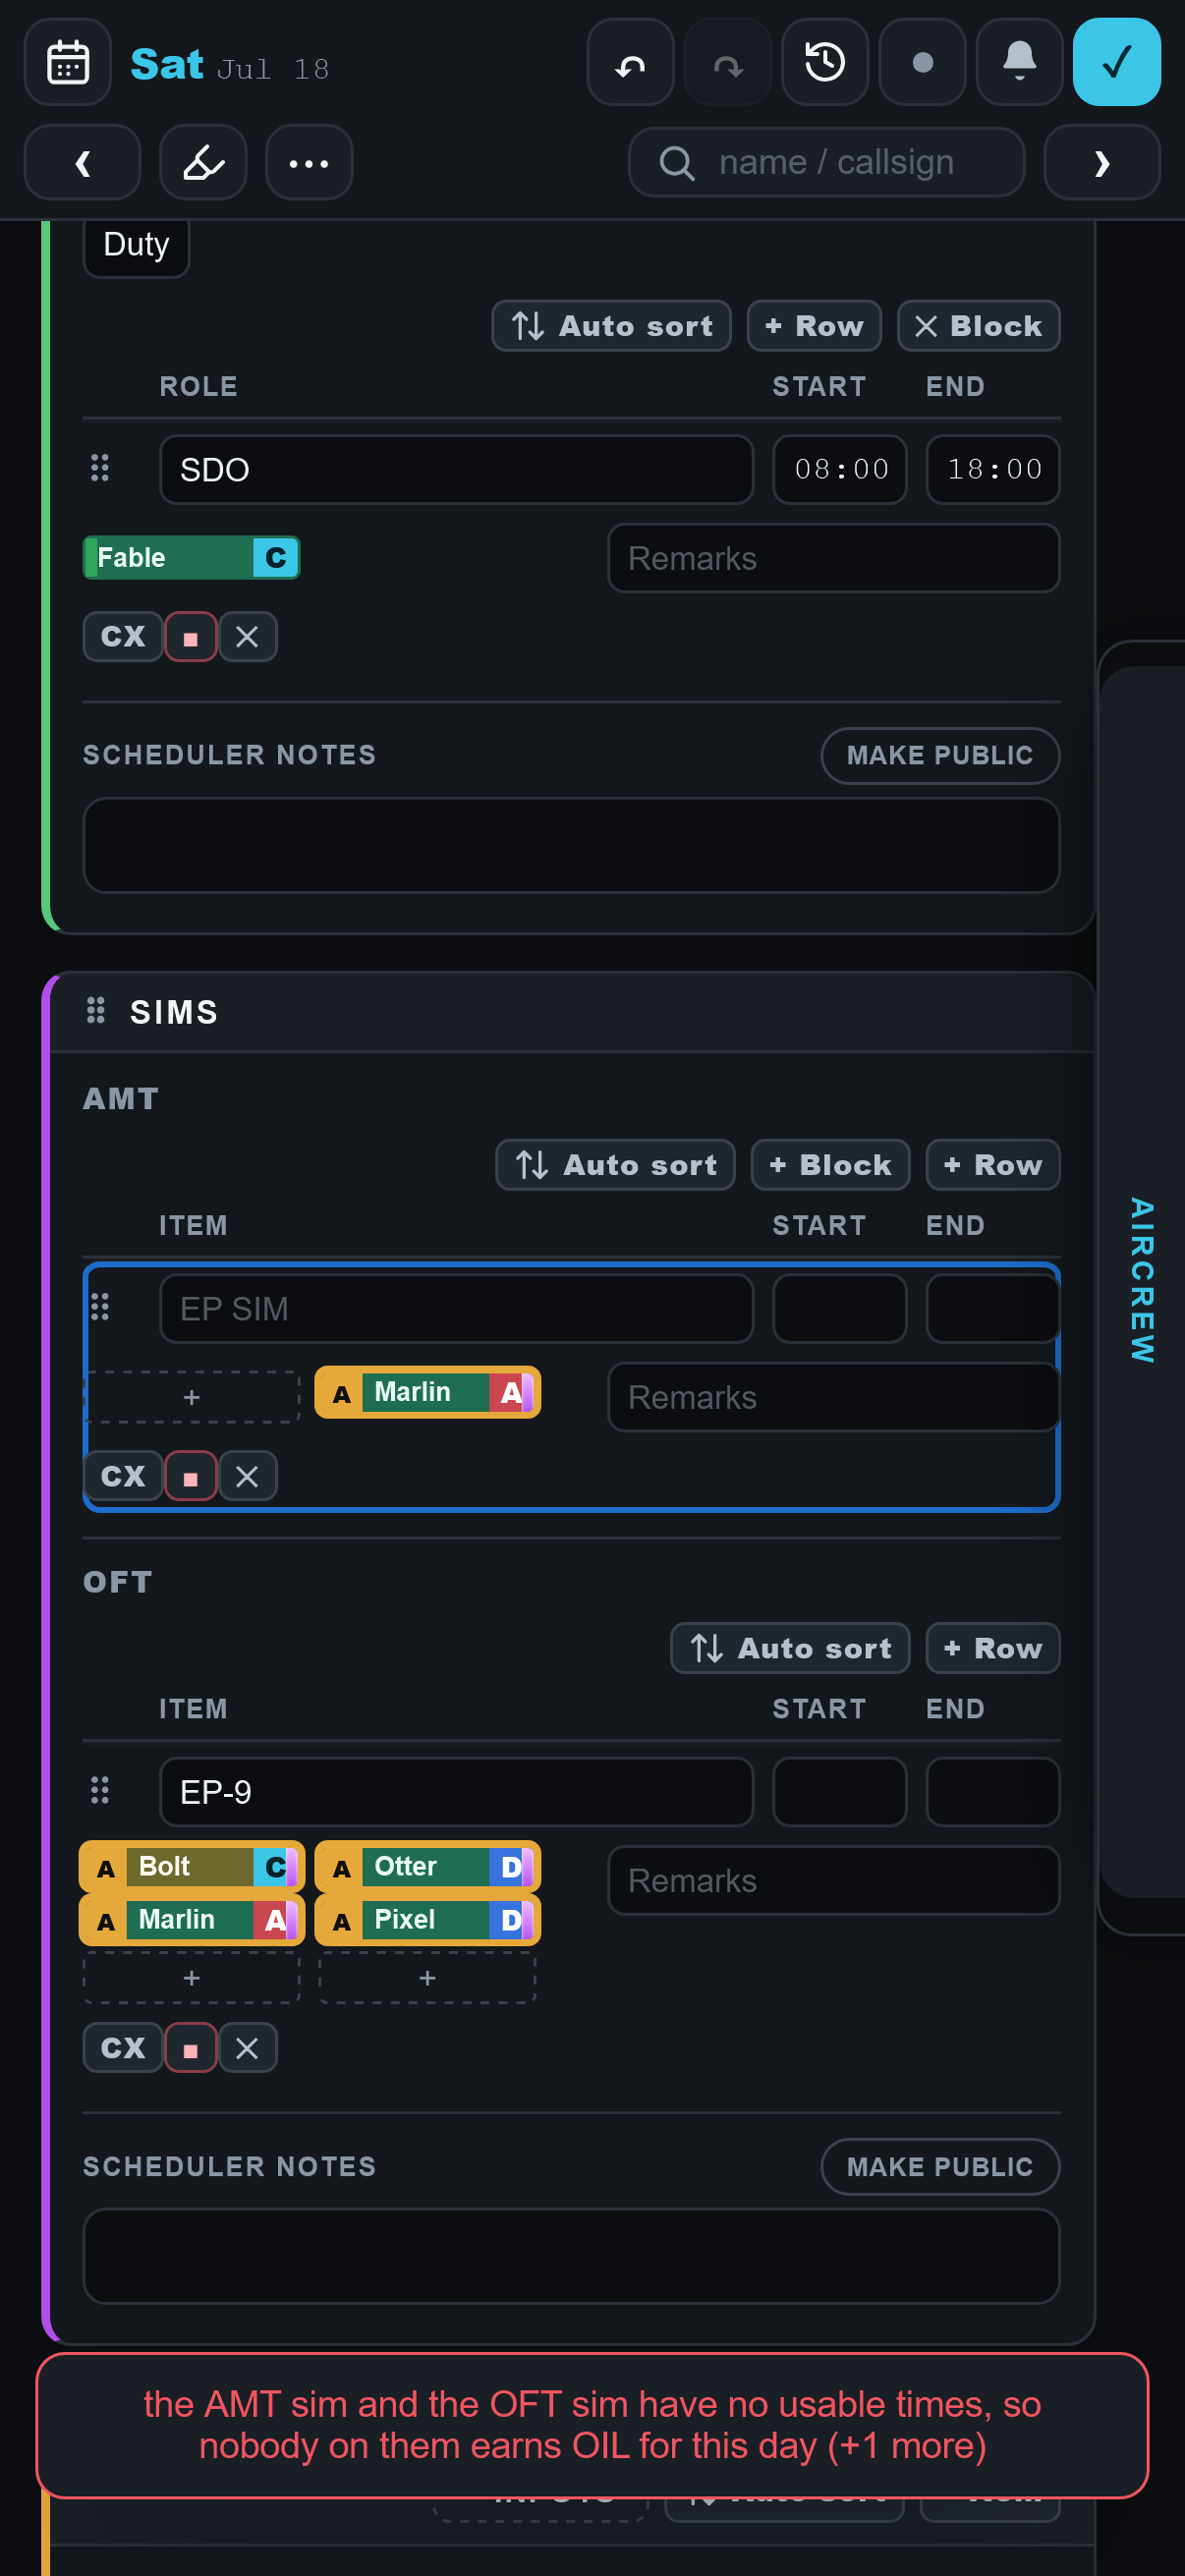 Sat Jul 18
name / callsign
Duty
Auto sort + Row × Block
ROLE START END
SDO 08:00 18:00
Fable C Remarks
CX ×
SCHEDULER NOTES MAKE PUBLIC
SIMS
AMT
Auto sort + Block + Row
ITEM START END
EP SIM
+ A Marlin A Remarks
CX ×
OFT
Auto sort + Row
ITEM START END
EP-9
A Bolt C A Otter D Remarks
A Marlin A A Pixel D
+ +
CX ×
SCHEDULER NOTES MAKE PUBLIC
the AMT sim and the OFT sim have no usable times, so
nobody on them earns OIL for this day (+1 more)
AIRCREW